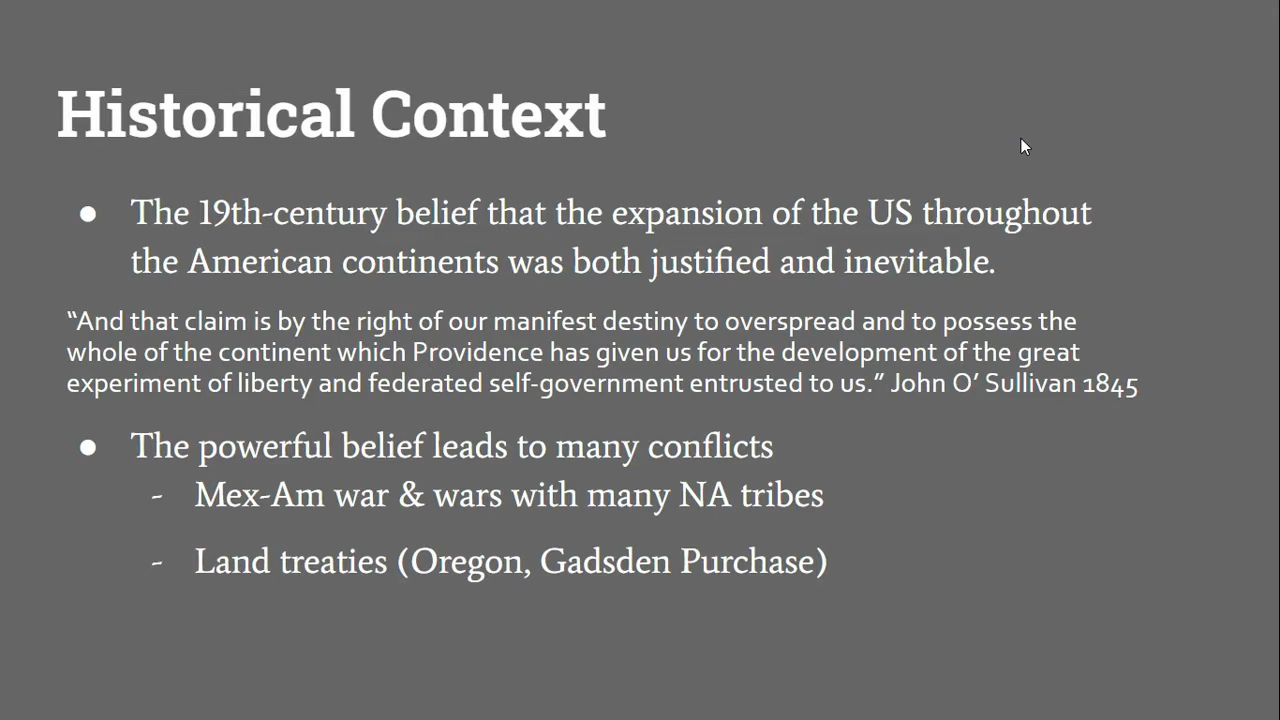 Historical Context
● The 19th-century belief that the expansion of the US throughout
the American continents was both justified and inevitable.
“And that claim is by the right of our manifest destiny to overspread and to possess the
whole of the continent which Providence has given us for the development of the great
experiment of liberty and federated self-government entrusted to us.” John O’ Sullivan 1845
● The powerful belief leads to many conflicts
- Mex-Am war & wars with many NA tribes
- Land treaties (Oregon, Gadsden Purchase)